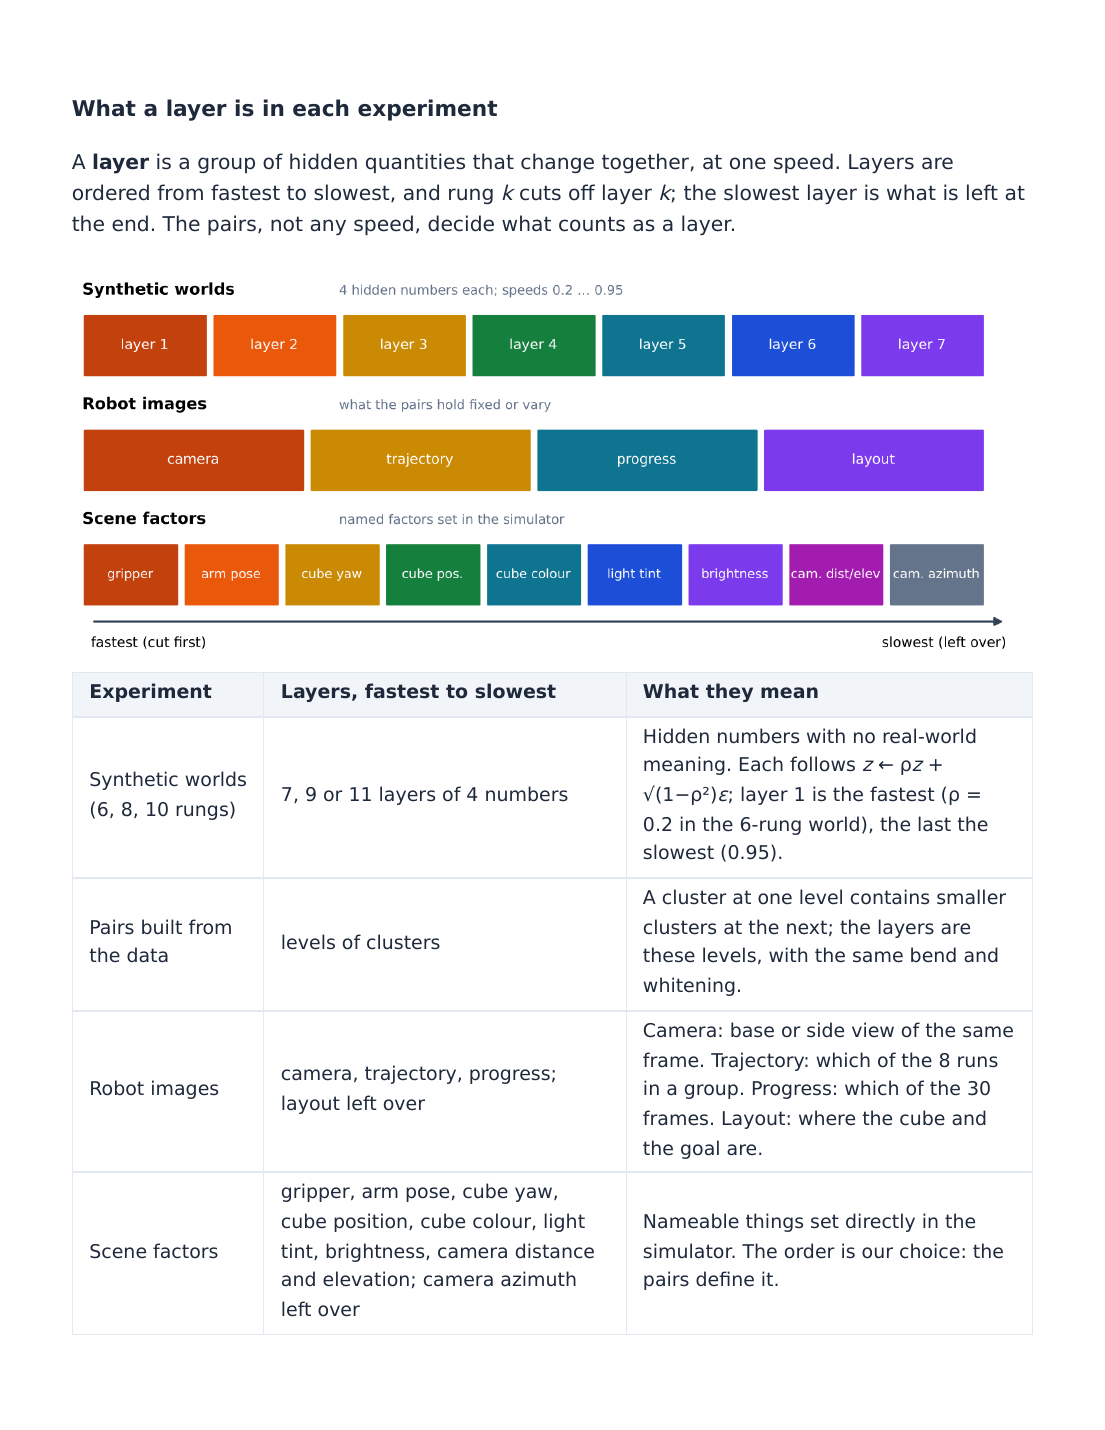 What a layer is in each experiment
A layer is a group of hidden quantities that change together, at one speed. Layers are
ordered from fastest to slowest, and rung k cuts off layer k; the slowest layer is what is left at
the end. The pairs, not any speed, decide what counts as a layer.
Synthetic worlds 4 hidden numbers each; speeds 0.2 ... 0.95
layer 1 layer 2 layer 3 layer 4 layer 5 layer 6 layer 7
Robot images what the pairs hold fixed or vary
camera trajectory progress layout
Scene factors named factors set in the simulator
gripper arm pose cube yaw cube pos. cube colour light tint brightness cam. dist/elev cam. azimuth
fastest (cut first) slowest (left over)
Experiment Layers, fastest to slowest What they mean
Synthetic worlds
(6, 8, 10 rungs)
7, 9 or 11 layers of 4 numbers
Hidden numbers with no real-world
meaning. Each follows z ← ρz +
√(1−ρ²)ε; layer 1 is the fastest (ρ =
0.2 in the 6-rung world), the last the
slowest (0.95).
Pairs built from
the data
levels of clusters
A cluster at one level contains smaller
clusters at the next; the layers are
these levels, with the same bend and
whitening.
Robot images
camera, trajectory, progress;
layout left over
Camera: base or side view of the same
frame. Trajectory: which of the 8 runs
in a group. Progress: which of the 30
frames. Layout: where the cube and
the goal are.
Scene factors
gripper, arm pose, cube yaw,
cube position, cube colour, light
tint, brightness, camera distance
and elevation; camera azimuth
left over
Nameable things set directly in the
simulator. The order is our choice: the
pairs define it.